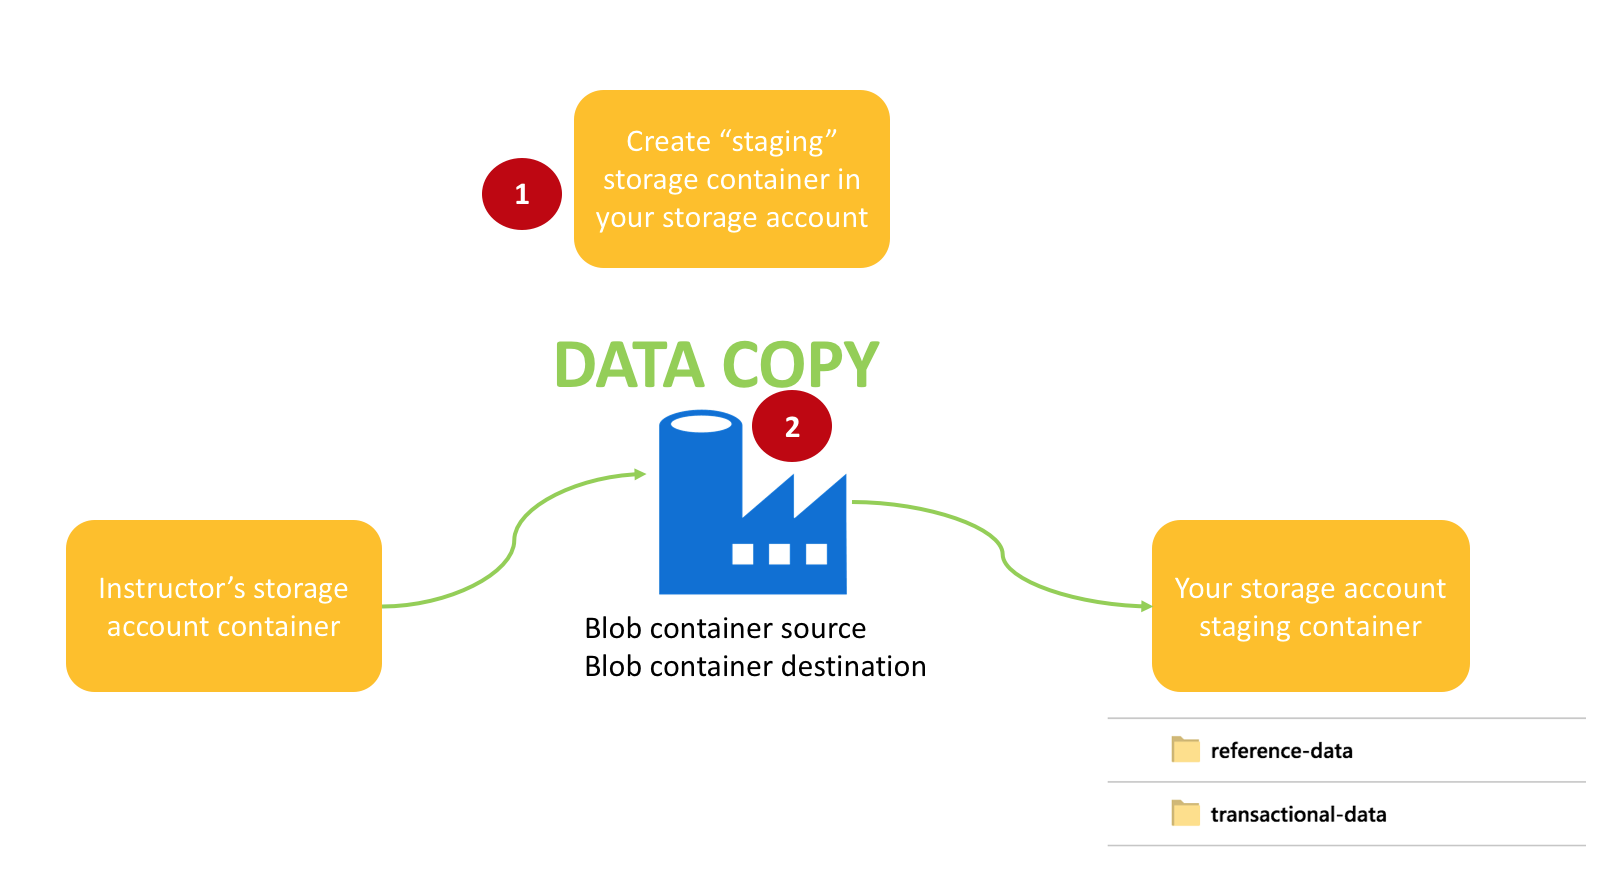 1
Create “staging”
storage container in
your storage account
DATA COPY
2
Instructor’s storage
account container
Blob container source
Blob container destination
Your storage account
staging container
reference-data
transactional-data